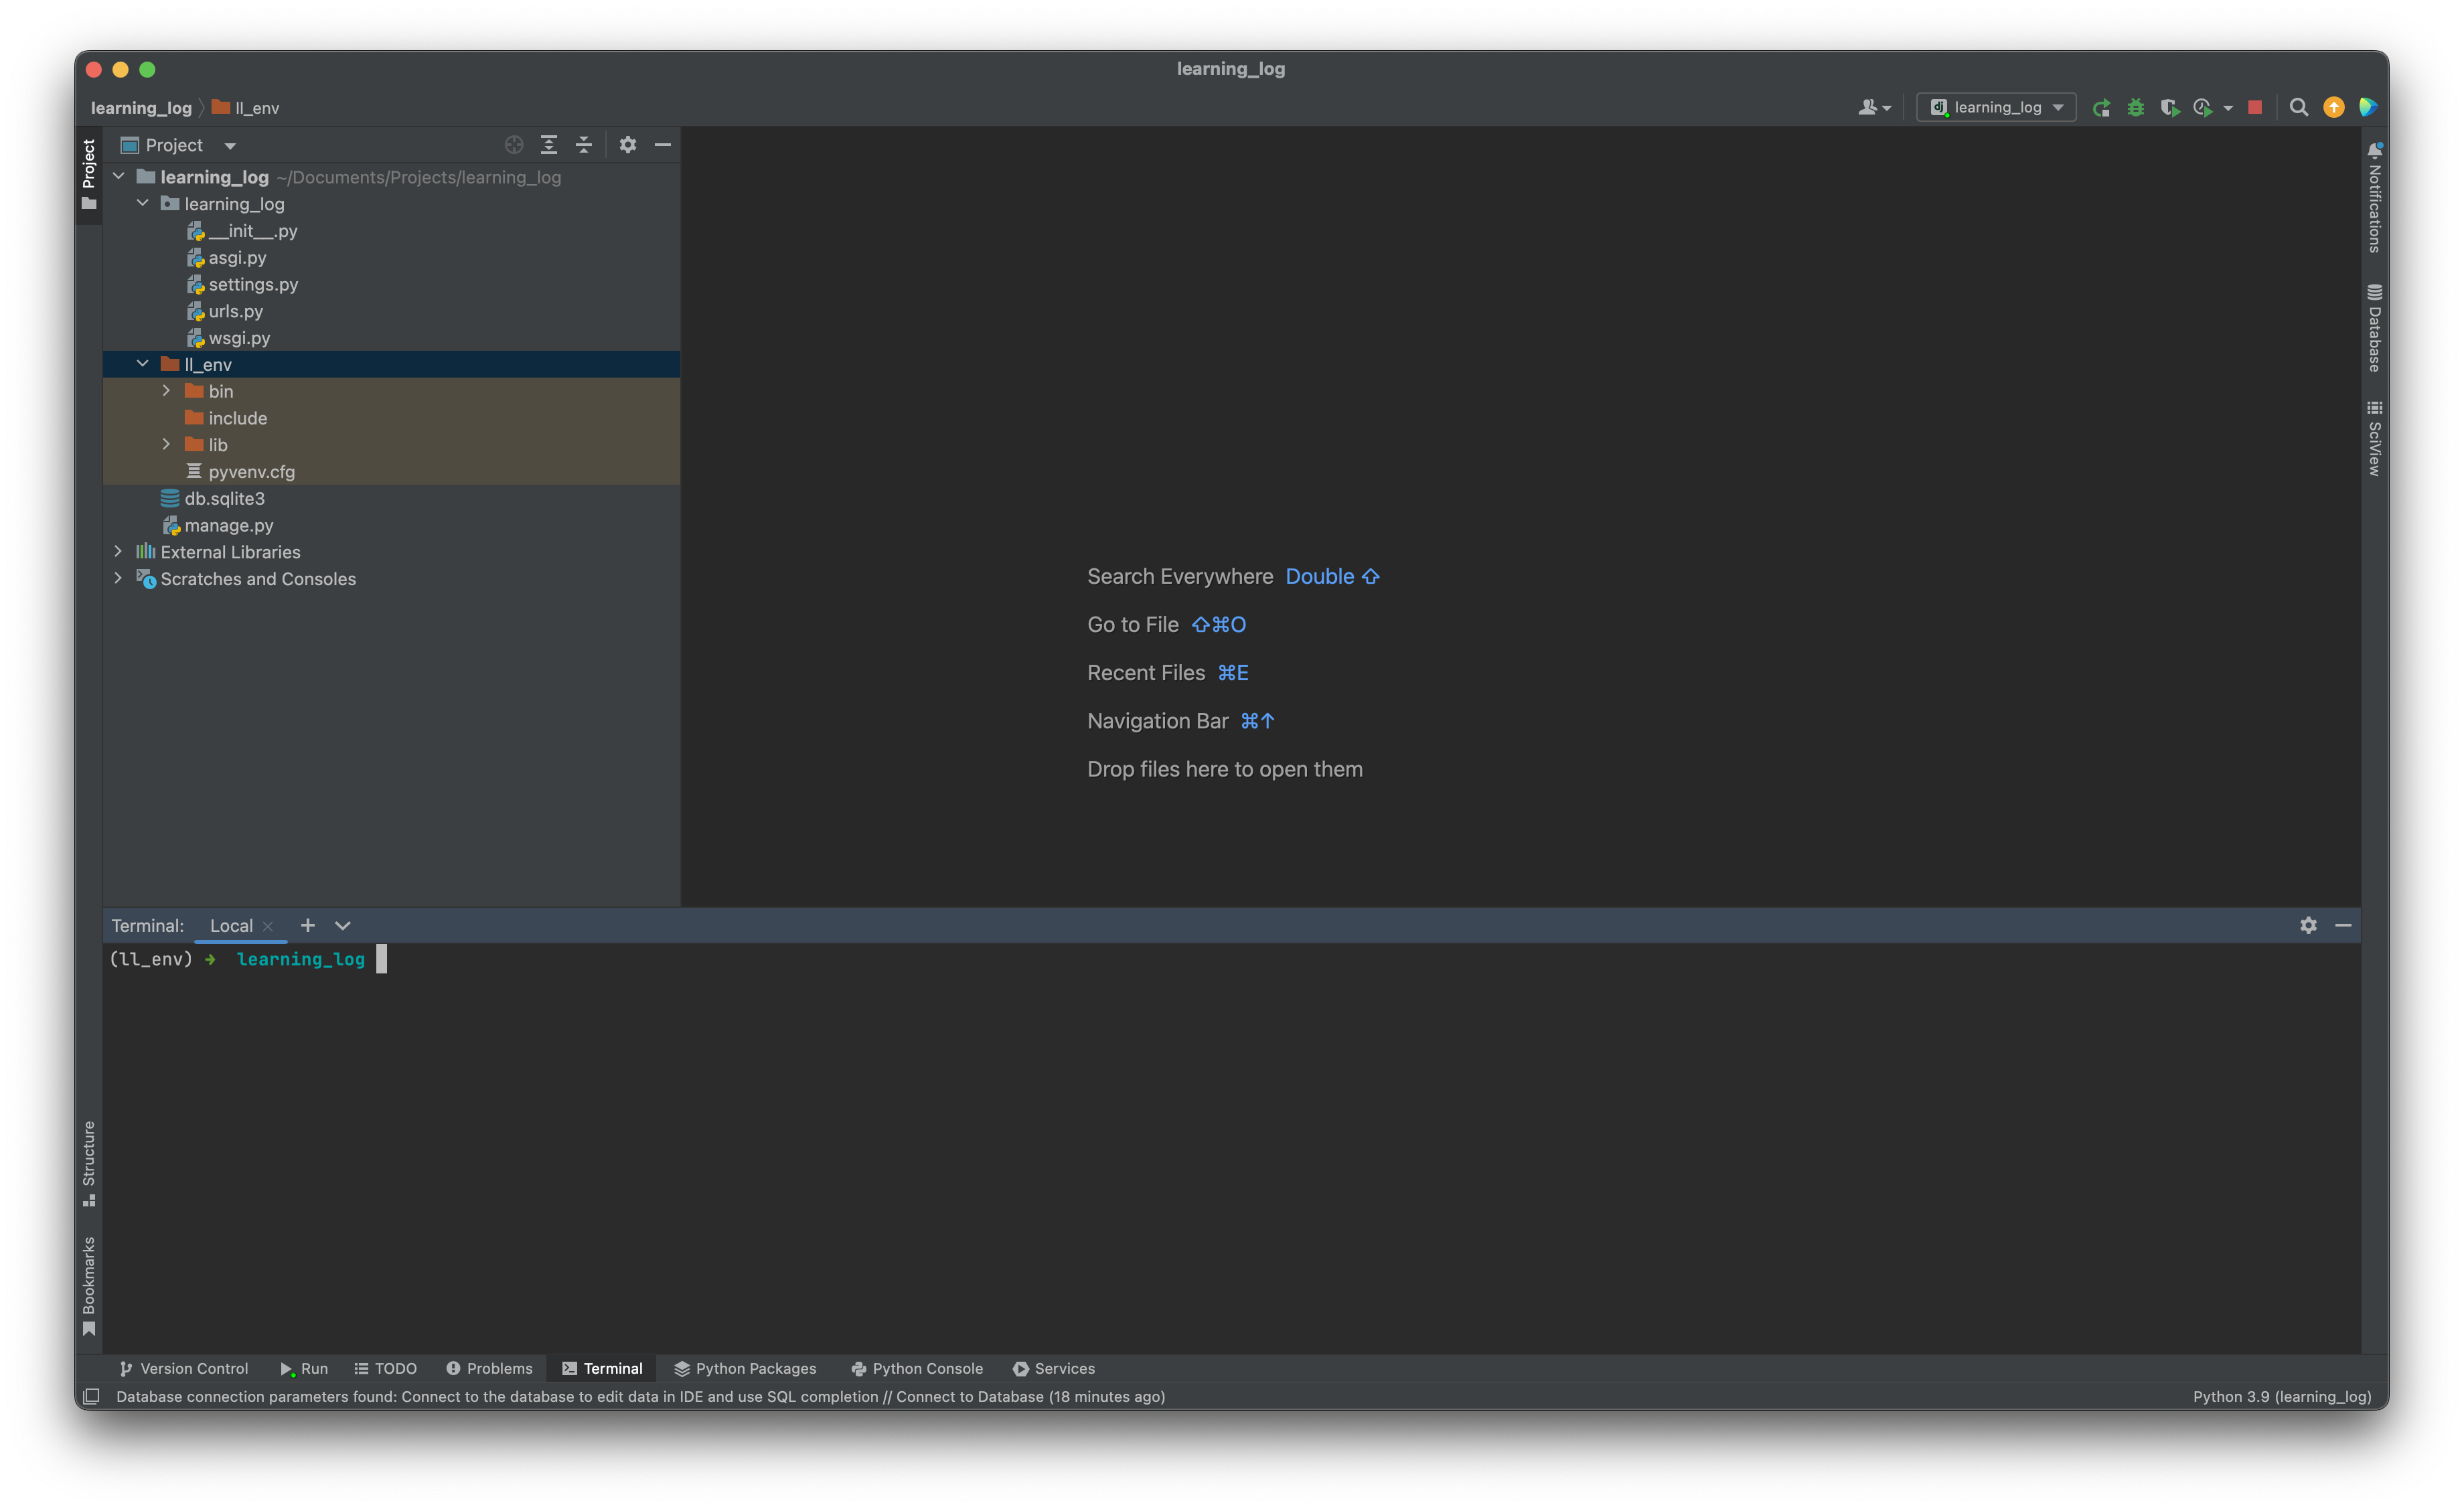 learning_log
learning_log
ll_env
learning_log
Project
Project
learning_log ~/Documents/Projects/learning_log
learning_log
__init__.py
asgi.py
settings.py
urls.py
wsgi.py
ll_env
bin
include
lib
pyvenv.cfg
db.sqlite3
manage.py
External Libraries
Scratches and Consoles
Search Everywhere Double ⇧
Go to File ⇧⌘O
Recent Files ⌘E
Navigation Bar ⌘↑
Drop files here to open them
Notifications
Database
SciView
Terminal: Local
(ll_env) ➜ learning_log
Structure
Bookmarks
Version Control Run TODO Problems Terminal Python Packages Python Console Services
Database connection parameters found: Connect to the database to edit data in IDE and use SQL completion // Connect to Database (18 minutes ago)
Python 3.9 (learning_log)